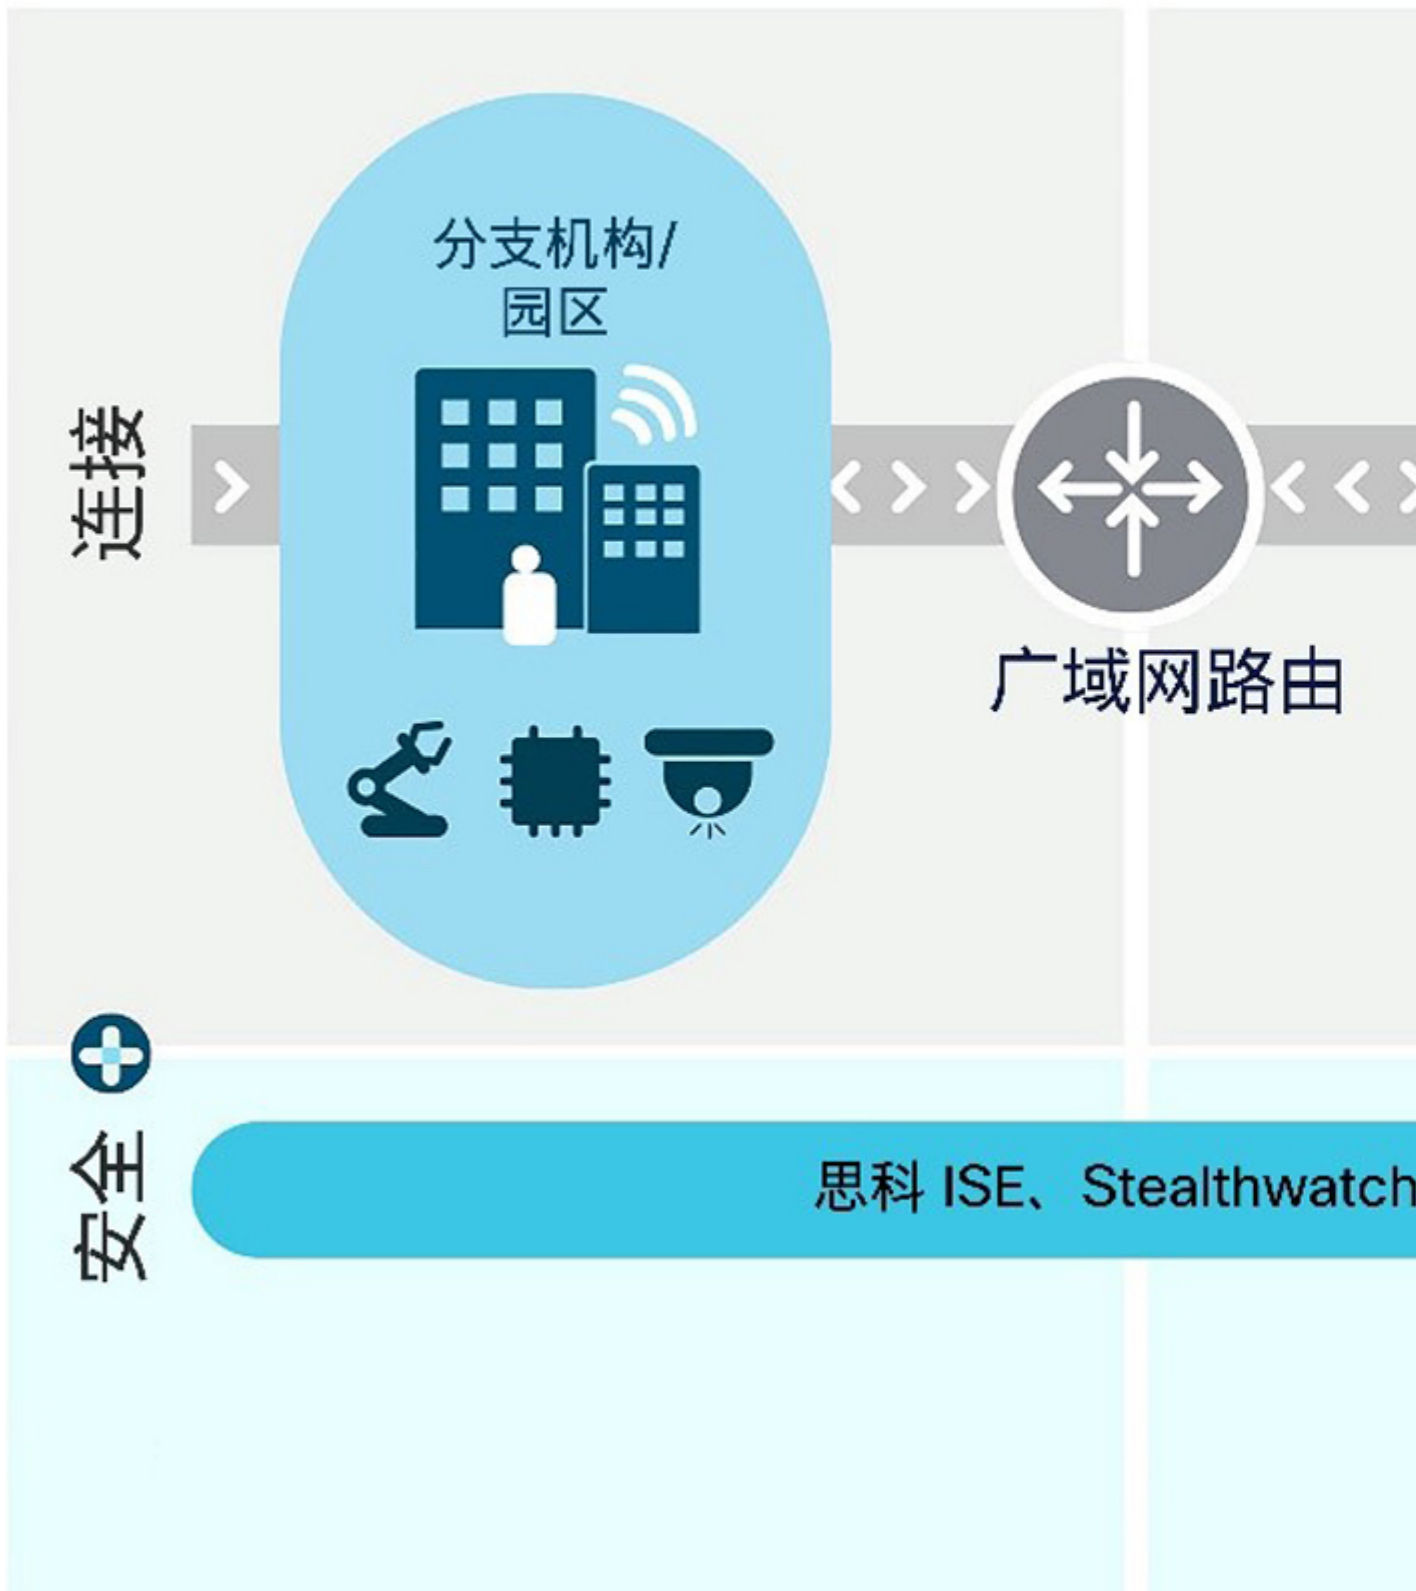 分支机构/
园区
连接
广域网路由
安全
思科 ISE、Stealthwatch